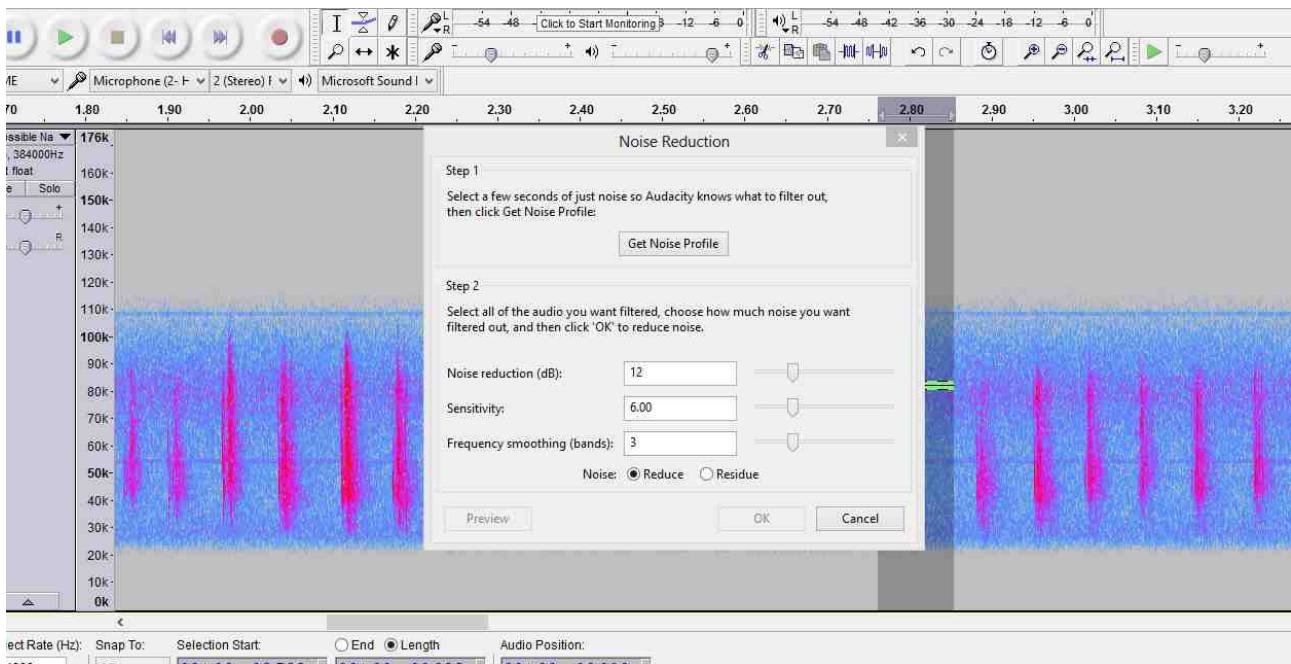 L
R
-54 -48 Click to Start Monitoring -12 -6 0
L
R
-54 -48 -42 -36 -30 -24 -18 -12 -6 0
Microphone (2- 2 (Stereo) Microsoft Sound
1.80 1.90 2.00 2.10 2.20 2.30 2.40 2.50 2.60 2.70 2.80 2.90 3.00 3.10 3.20
Noise Reduction
Step 1
Select a few seconds of just noise so Audacity knows what to filter out,
then click Get Noise Profile:
Get Noise Profile
Step 2
Select all of the audio you want filtered, choose how much noise you want
filtered out, and then click 'OK' to reduce noise.
Noise reduction (dB): 12
Sensitivity: 6.00
Frequency smoothing (bands): 3
Noise: Reduce Residue
Preview OK Cancel
ssible Na
, 384000Hz
float
Solo
R
176k
160k
150k
140k
130k
120k
110k
100k
90k
80k
70k
60k
50k
40k
30k
20k
10k
0k
ect Rate (Hz): Snap To: Selection Start: End Length Audio Position: